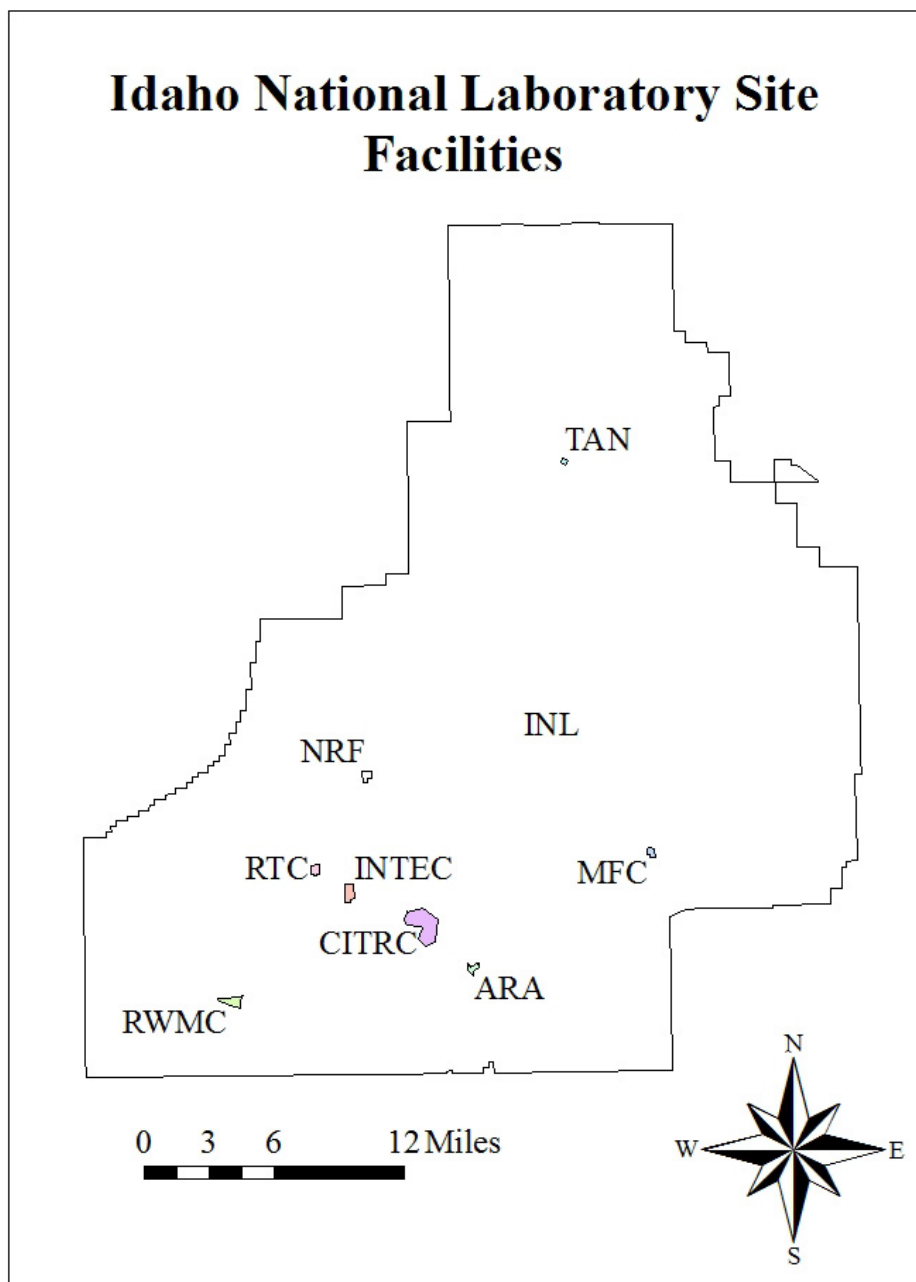 Idaho National Laboratory Site
Facilities
TAN
INL
NRF
RTC
INTEC
MFC
CITRC
ARA
RWMC
N
W
E
S
0 3 6 12 Miles